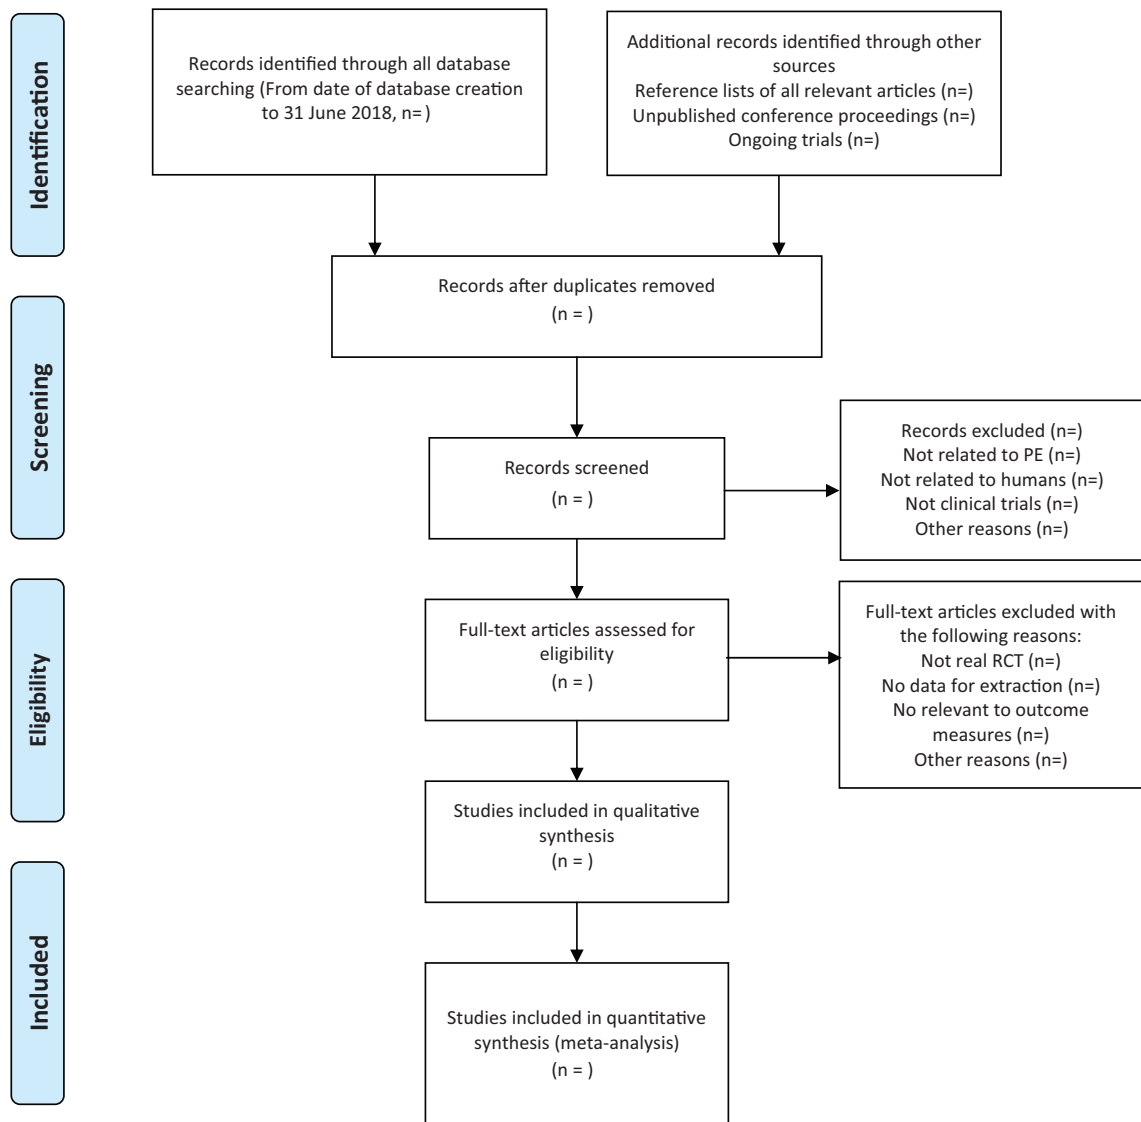 Identification
Records identified through all database
searching (From date of database creation
to 31 June 2018, n= )
Additional records identified through other
sources
Reference lists of all relevant articles (n=)
Unpublished conference proceedings (n=)
Ongoing trials (n=)
Records after duplicates removed
(n = )
Screening
Records screened
(n = )
Records excluded (n=)
Not related to PE (n=)
Not related to humans (n=)
Not clinical trials (n=)
Other reasons (n=)
Eligibility
Full-text articles assessed for
eligibility
(n = )
Full-text articles excluded with
the following reasons:
Not real RCT (n=)
No data for extraction (n=)
No relevant to outcome
measures (n=)
Other reasons (n=)
Studies included in qualitative
synthesis
(n = )
Included
Studies included in quantitative
synthesis (meta-analysis)
(n = )